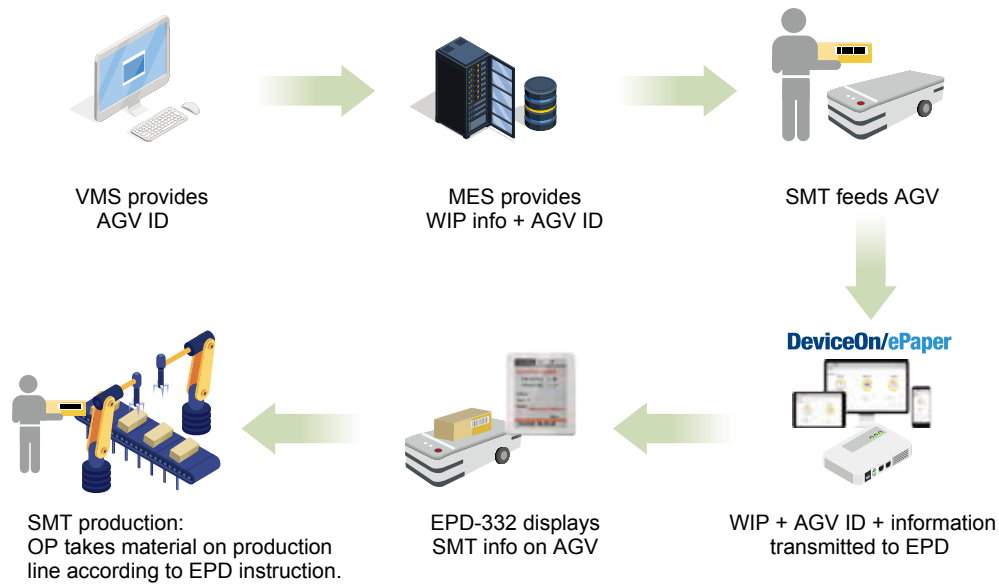 VMS provides
AGV ID
MES provides
WIP info + AGV ID
SMT feeds AGV
DeviceOn/ePaper
WIP + AGV ID + information
transmitted to EPD
EPD-332 displays
SMT info on AGV
SMT production:
OP takes material on production
line according to EPD instruction.